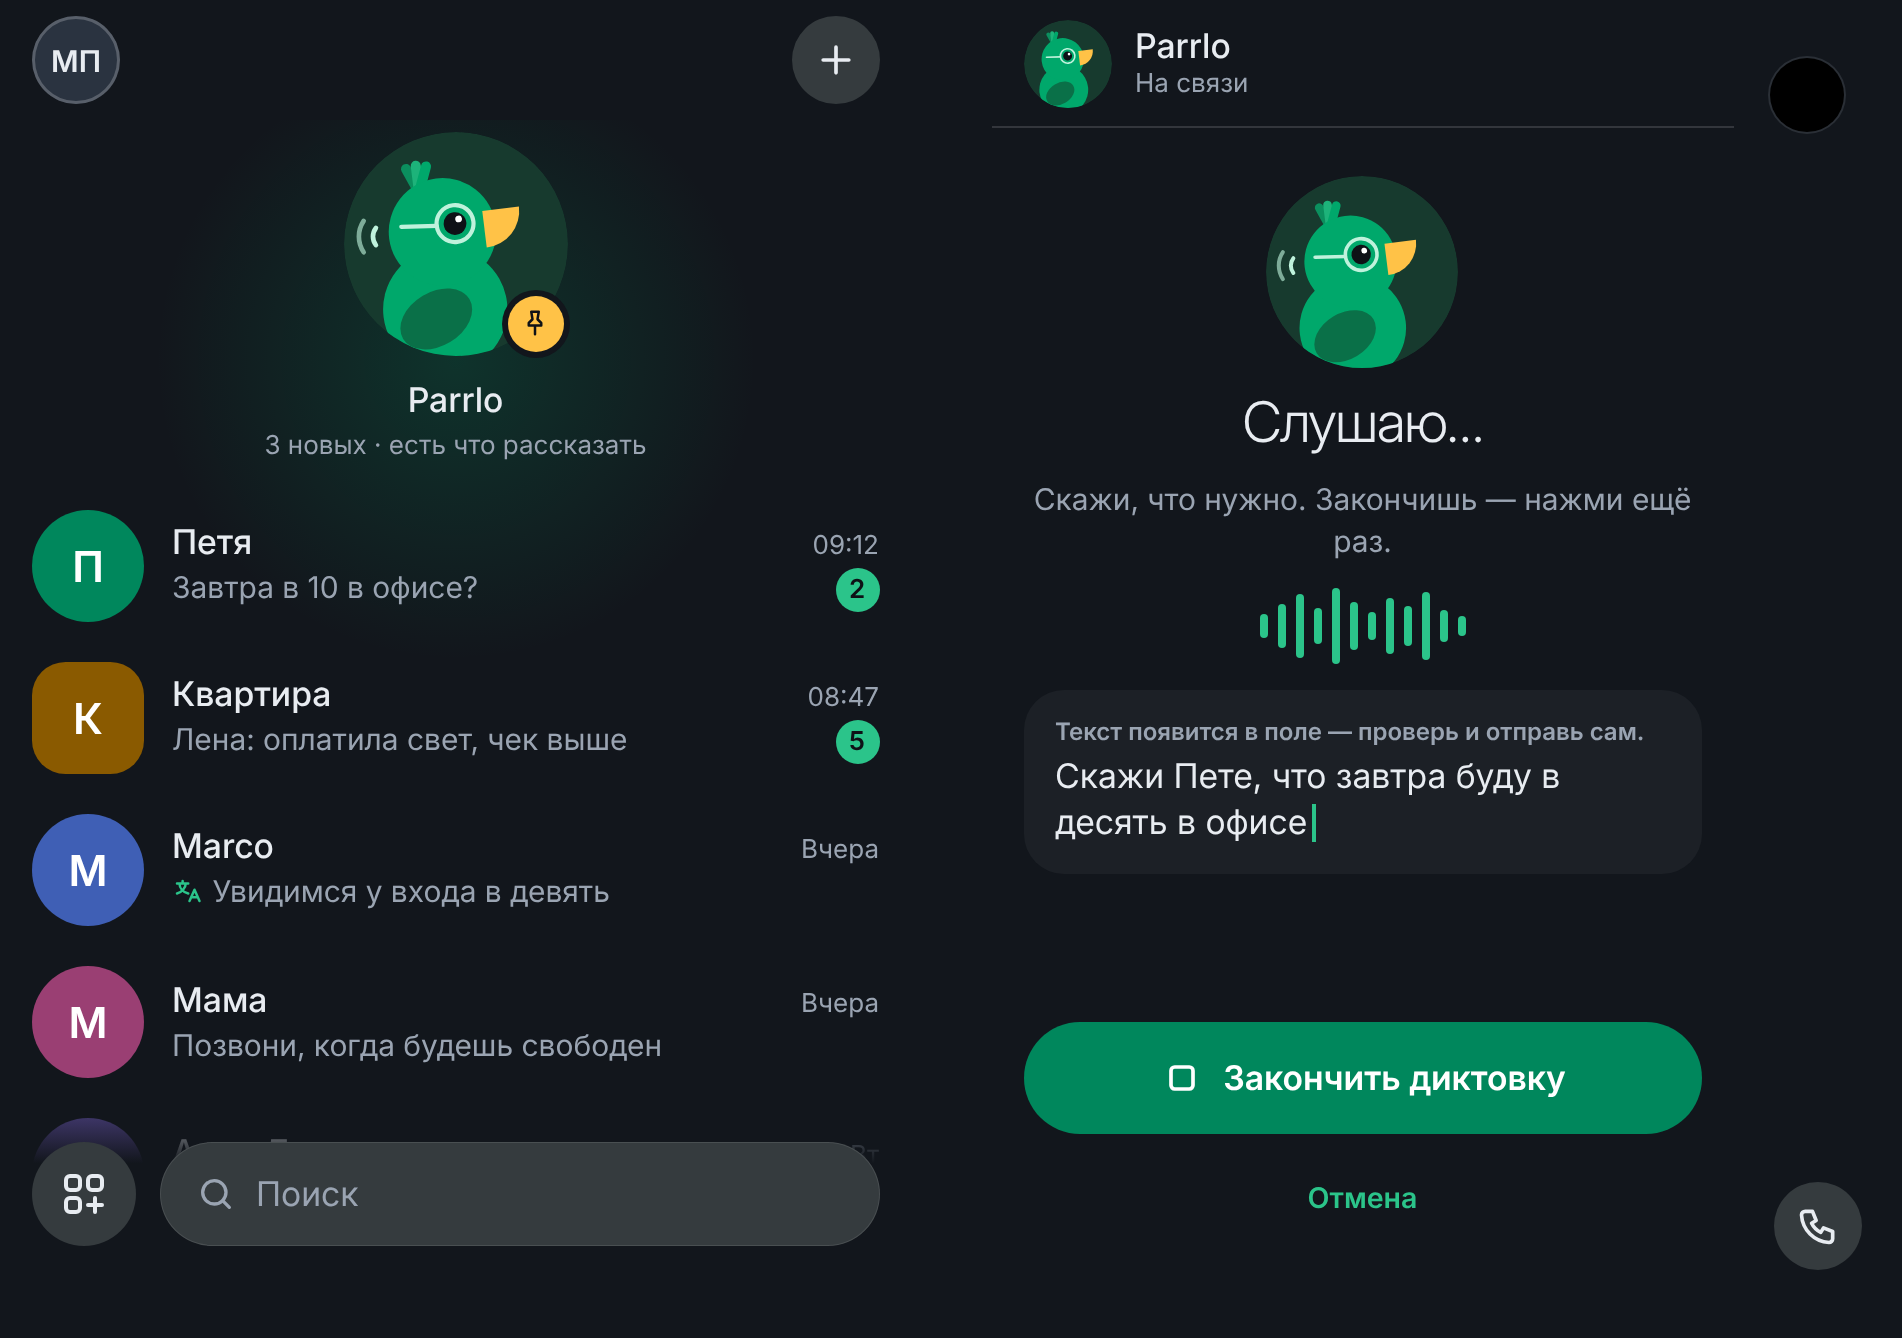 МП
Parrlo
3 новых · есть что рассказать
П
Петя
09:12
Завтра в 10 в офисе?
2
К
Квартира
08:47
Лена: оплатила свет, чек выше
5
M
Marco
Вчера
Увидимся у входа в девять
М
Мама
Вчера
Позвони, когда будешь свободен
Поиск
Parrlo
На связи
Слушаю...
Скажи, что нужно. Закончишь — нажми ещё
раз.
Текст появится в поле — проверь и отправь сам.
Скажи Пете, что завтра буду в
десять в офисе
Закончить диктовку
Отмена